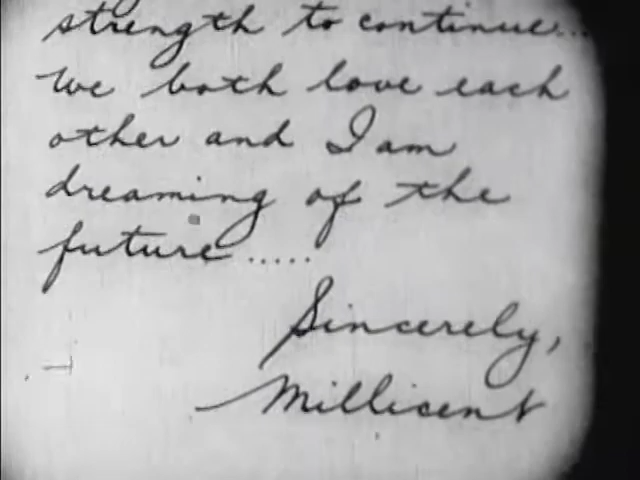 strength to continue...
We both love each
other and I am
dreaming of the
future.....
Sincerely,
Millicent